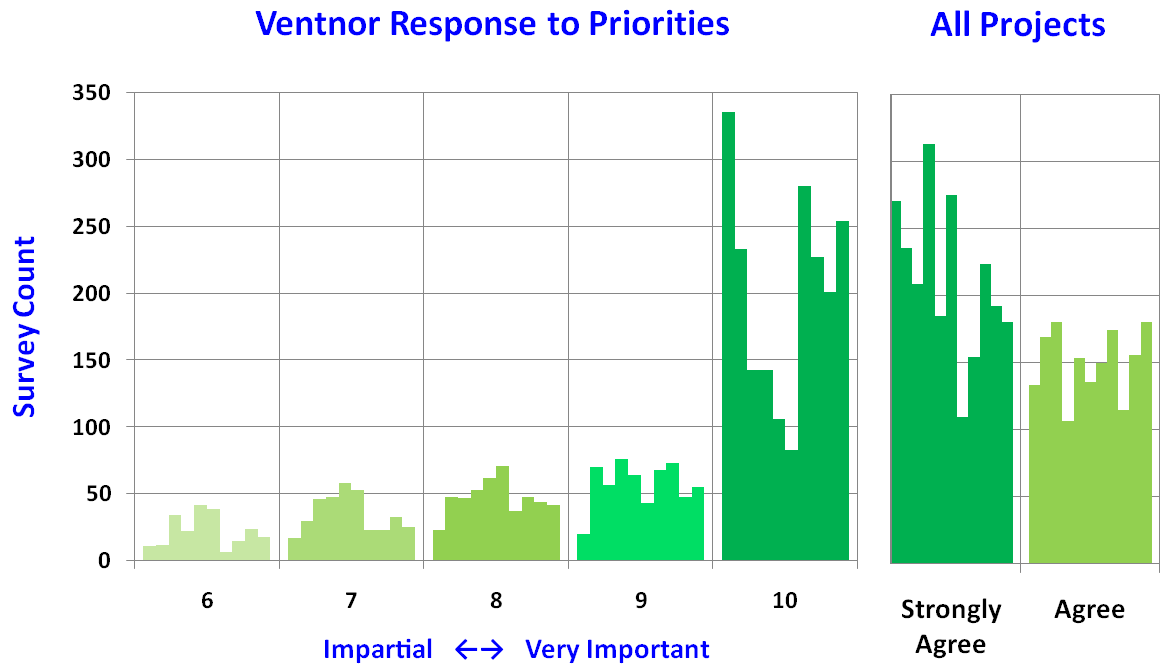 Ventnor Response to Priorities
All Projects
Survey Count
350
300
250
200
150
100
50
0
6 7 8 9 10
Impartial ←→ Very Important
Strongly
Agree
Agree